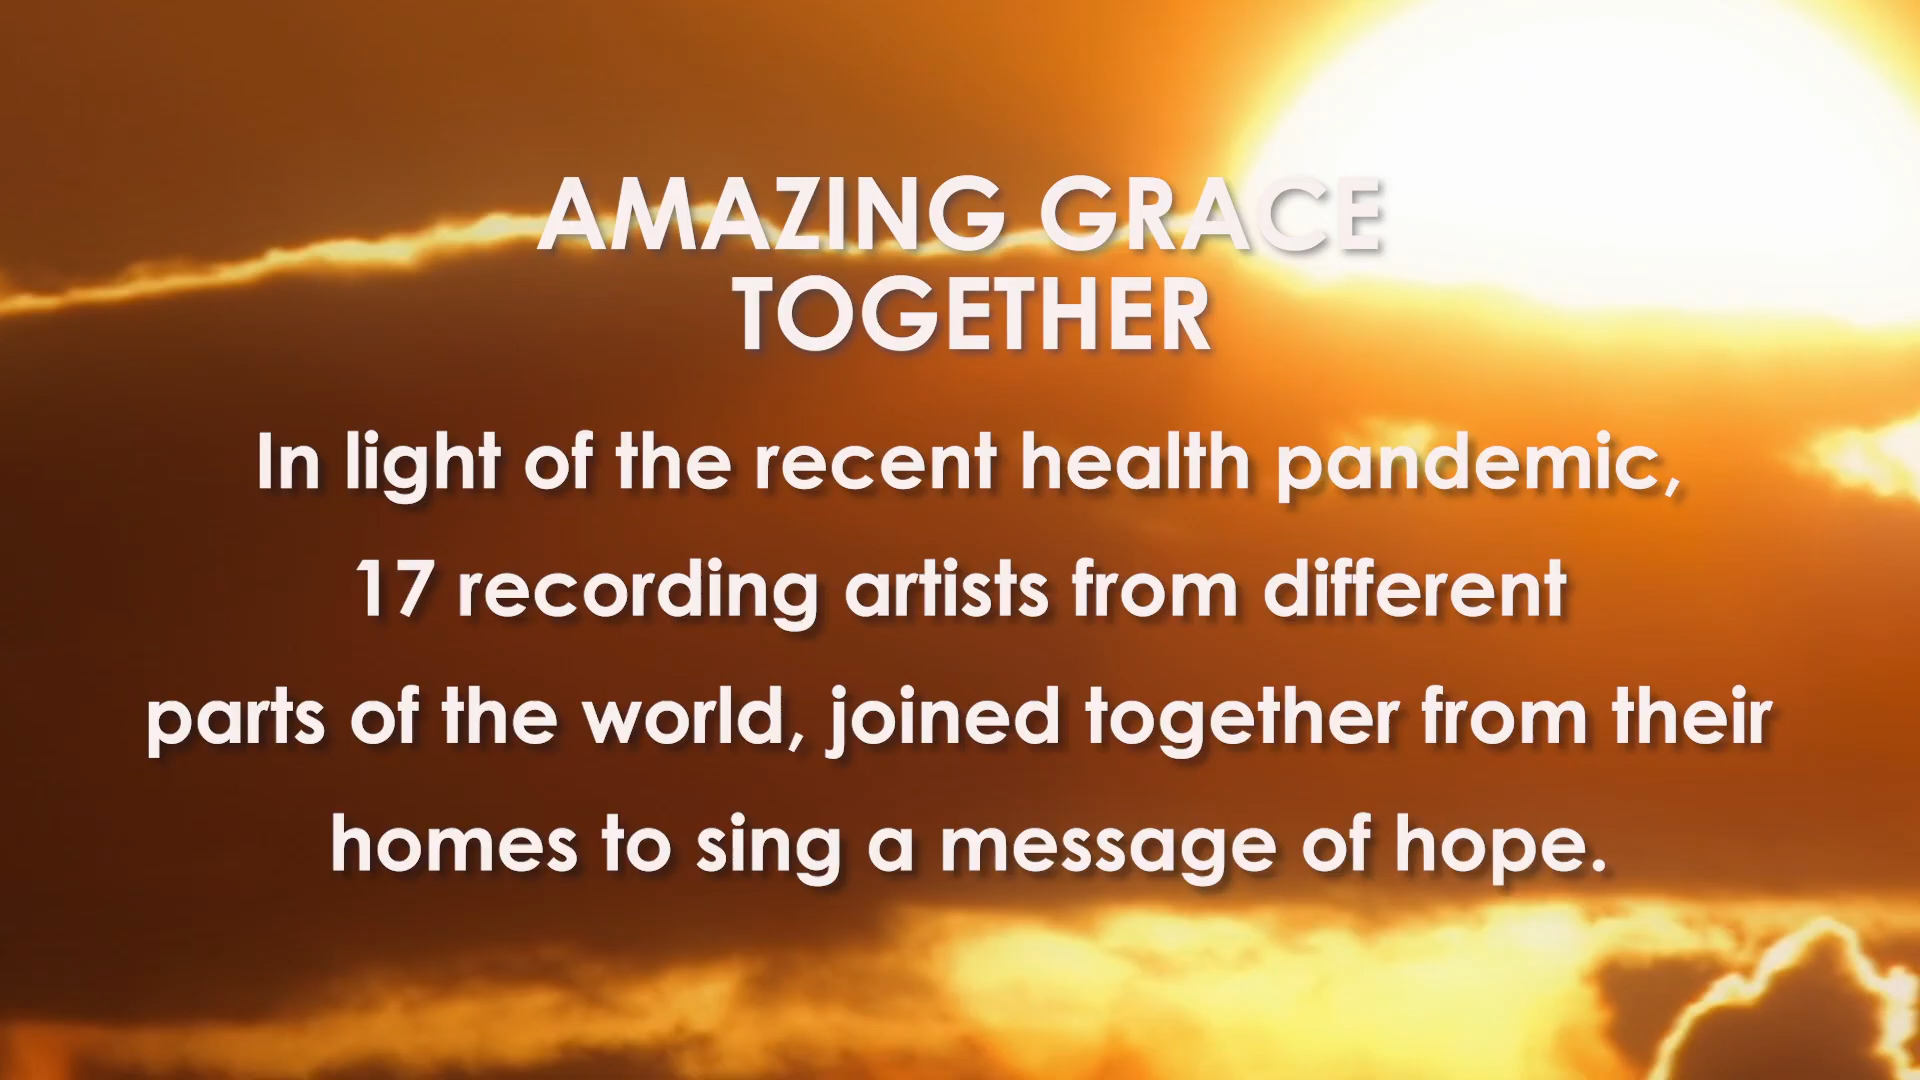 AMAZING GRACE
TOGETHER
In light of the recent health pandemic,
17 recording artists from different
parts of the world, joined together from their
homes to sing a message of hope.